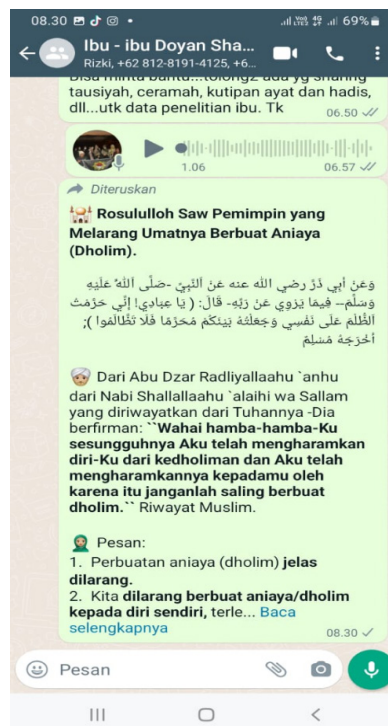 08.30
69%
Ibu - ibu Doyan Sha...
Rizki, +62 812-8191-4125, +6...
Bisa minta bantu...tolong2 ada yg sharing
tausiyah, ceramah, kutipan ayat dan hadis,
dll...utk data penelitian ibu. Tk
06.50
1.06
06.57
Diteruskan
Rosululloh Saw Pemimpin yang
Melarang Umatnya Berbuat Aniaya
(Dholim).
وَعَنْ أَبِي ذَرٍّ رضي الله عنه عَنْ اَلنَّبِيِّ -صَلَّى اَللَّهُ عَلَيْهِ
وَسَلَّمَ-- فِيمَا يَرْوِي عَنْ رَبِّهِ- قَالَ: ( يَا عِبَادِي! إِنِّي حَرَّمْتُ
اَلظُّلْمَ عَلَى نَفْسِي وَجَعَلْتُهُ بَيْنَكُمْ مُحَرَّمًا فَلَا تَظَّالَمُوا );
أَخْرَجَهُ مُسْلِمٌ
Dari Abu Dzar Radliyallaahu `anhu
dari Nabi Shallallaahu `alaihi wa Sallam
yang diriwayatkan dari Tuhannya -Dia
berfirman: ``Wahai hamba-hamba-Ku
sesungguhnya Aku telah mengharamkan
diri-Ku dari kedholiman dan Aku telah
mengharamkannya kepadamu oleh
karena itu janganlah saling berbuat
dholim.`` Riwayat Muslim.
Pesan:
1. Perbuatan aniaya (dholim) jelas
dilarang.
2. Kita dilarang berbuat aniaya/dholim
kepada diri sendiri, terle... Baca
selengkapnya
08.30
Pesan